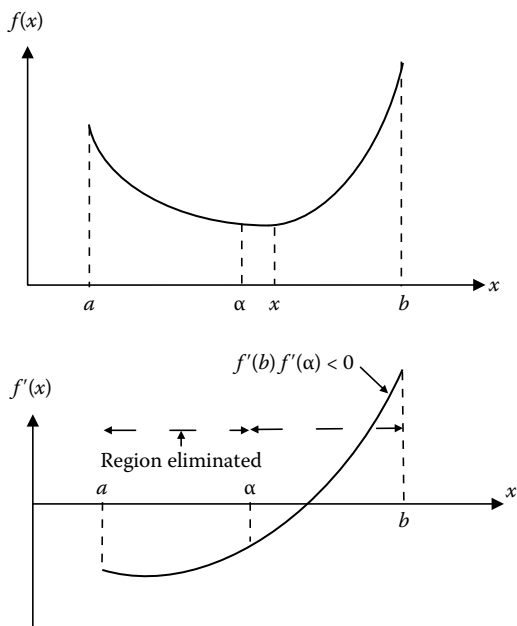 f(x)
x
a α x b
f′(b) f′(α) < 0
f′(x)
Region eliminated
a α x
b